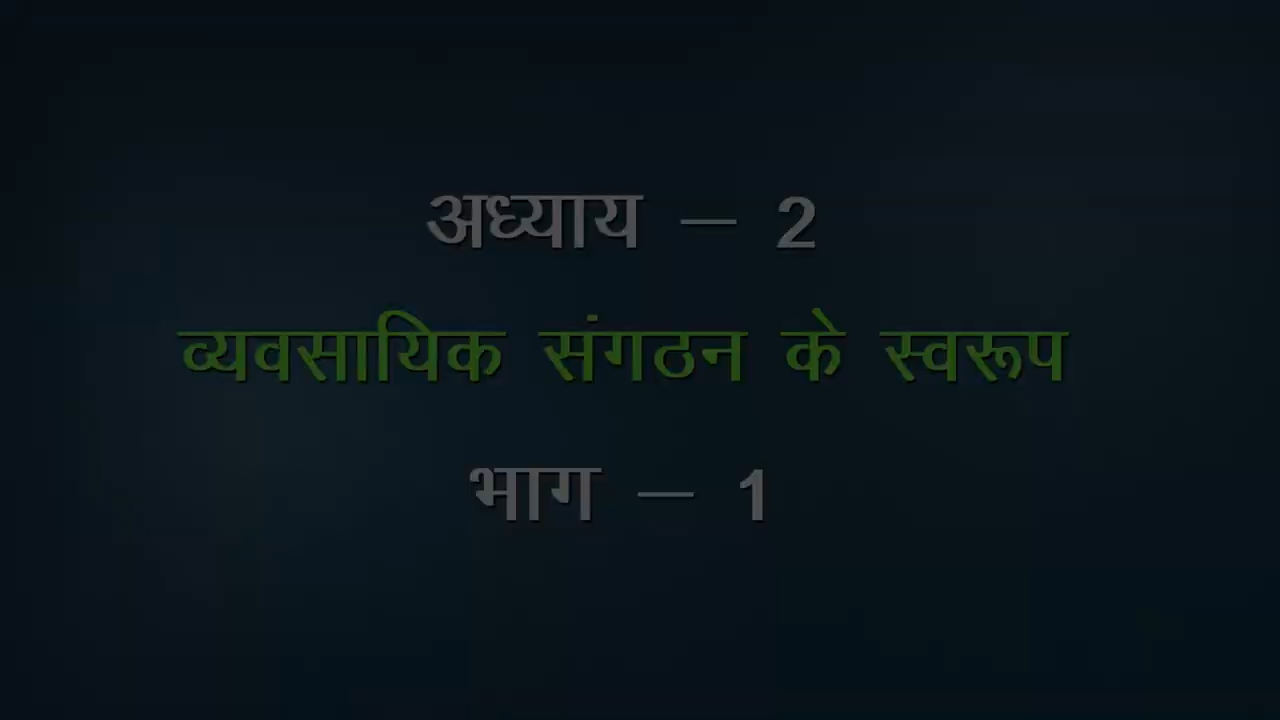 अध्याय – 2
व्यवसायिक संगठन के स्वरूप
भाग – 1